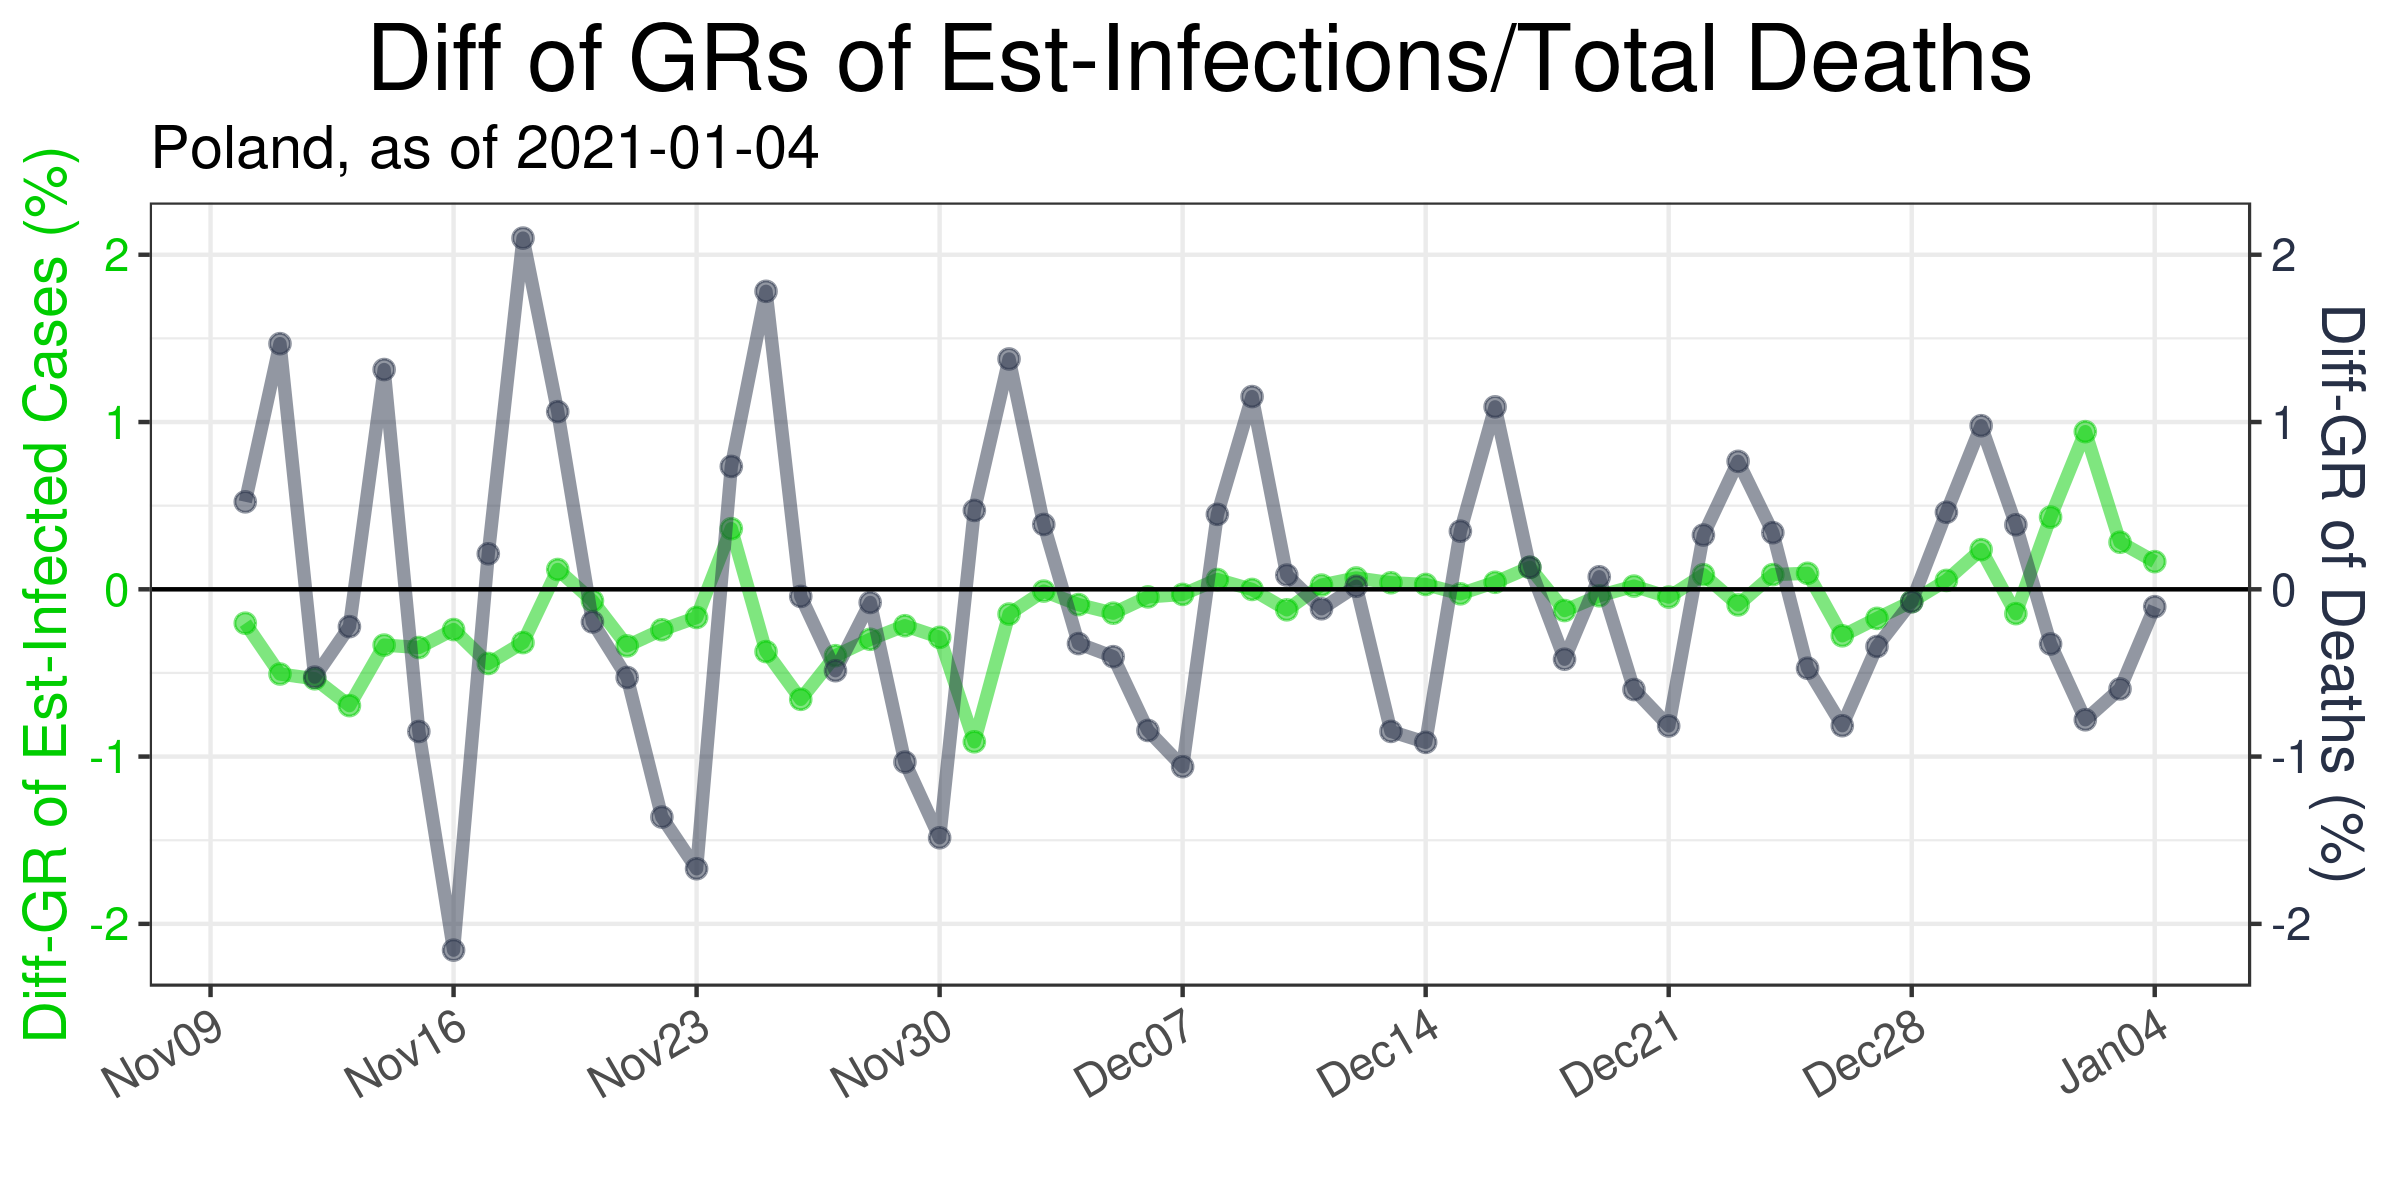 Diff of GRs of Est-Infections/Total Deaths
Poland, as of 2021-01-04
Diff-GR of Est-Infected Cases (%)
2
1
0
-1
-2
2
1
0
-1
-2
Diff-GR of Deaths (%)
Nov09
Nov16
Nov23
Nov30
Dec07
Dec14
Dec21
Dec28
Jan04